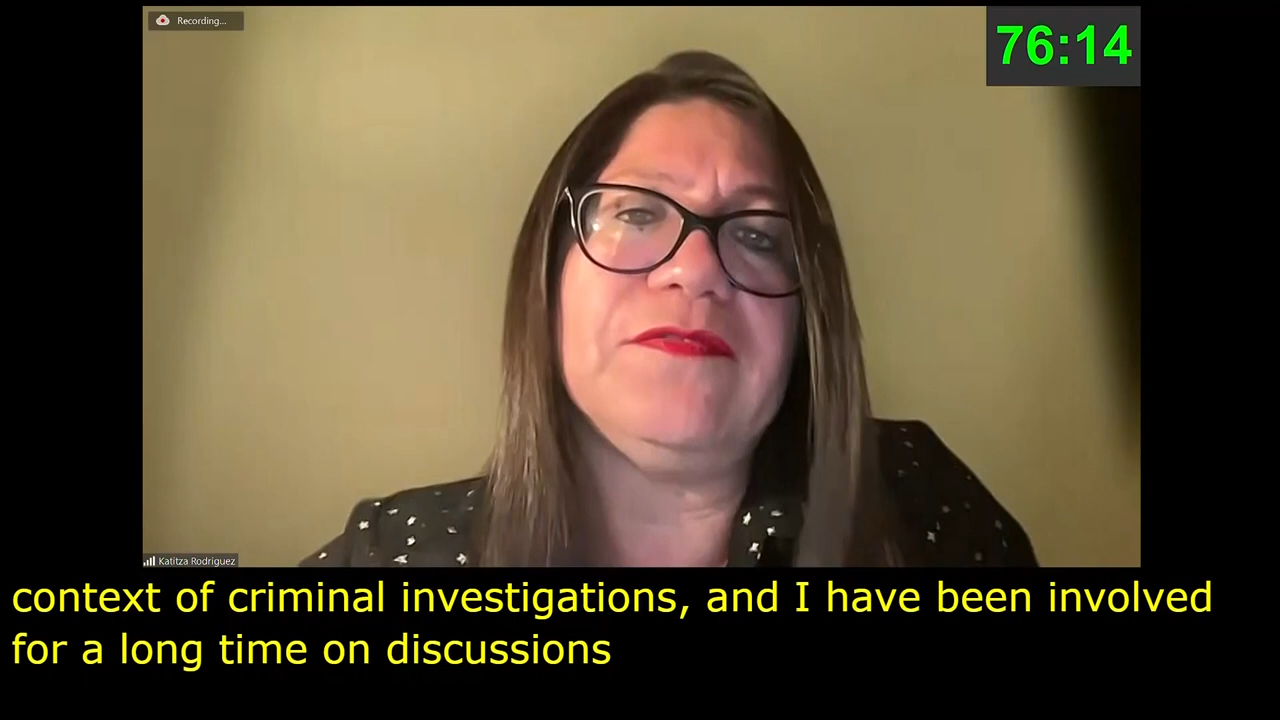 Recording...
76:14
Katitza Rodriguez
context of criminal investigations, and I have been involved
for a long time on discussions